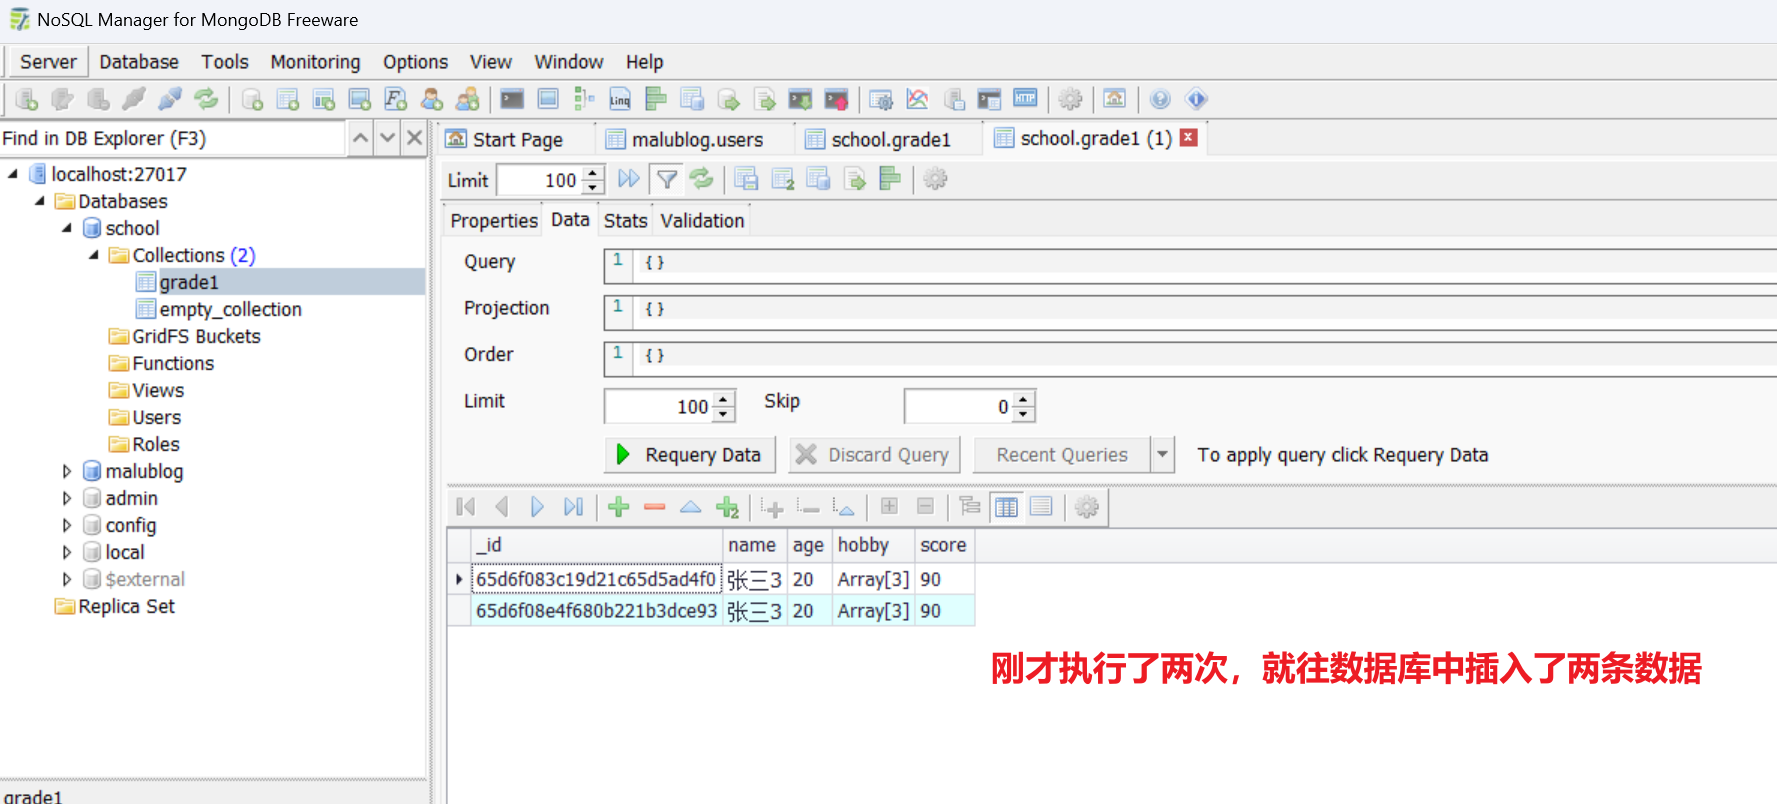 NoSQL Manager for MongoDB Freeware
Server Database Tools Monitoring Options View Window Help
Find in DB Explorer (F3)
localhost:27017
Databases
school
Collections (2)
grade1
empty_collection
GridFS Buckets
Functions
Views
Users
Roles
malublog
admin
config
local
$external
Replica Set
grade1
Start Page malublog.users school.grade1 school.grade1 (1)
Limit 100
Properties Data Stats Validation
Query 1 {}
Projection 1 {}
Order 1 {}
Limit 100 Skip 0
Requery Data Discard Query Recent Queries To apply query click Requery Data
_id name age hobby score
65d6f083c19d21c65d5ad4f0 张三3 20 Array[3] 90
65d6f08e4f680b221b3dce93 张三3 20 Array[3] 90
刚才执行了两次，就往数据库中插入了两条数据